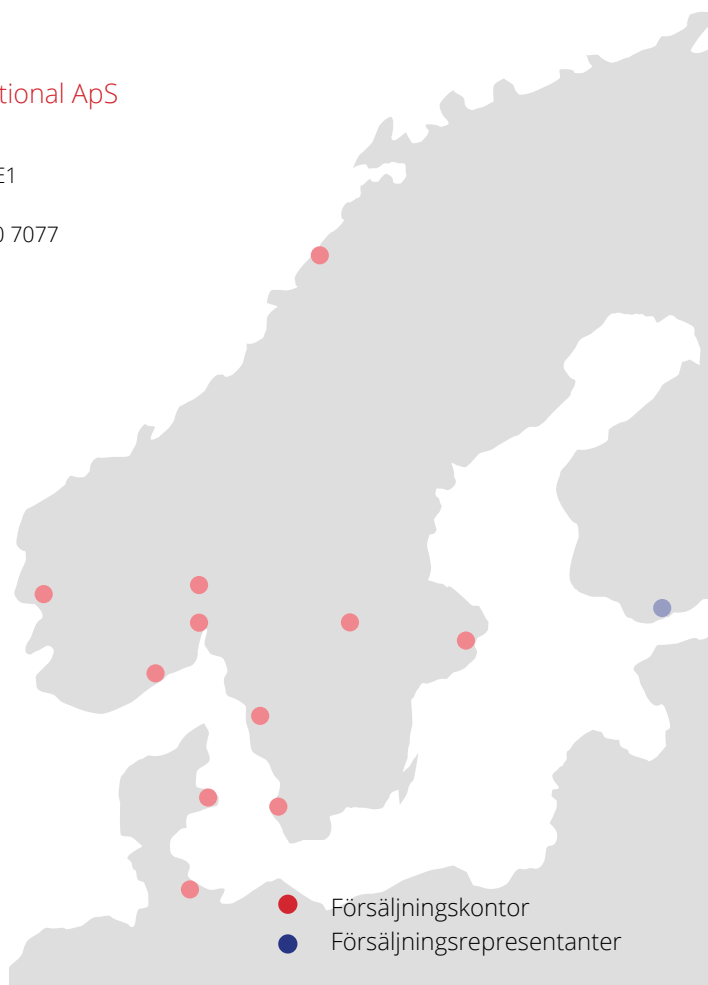 tional ApS
E1
0 7077
Försäljningskontor
Försäljningsrepresentanter